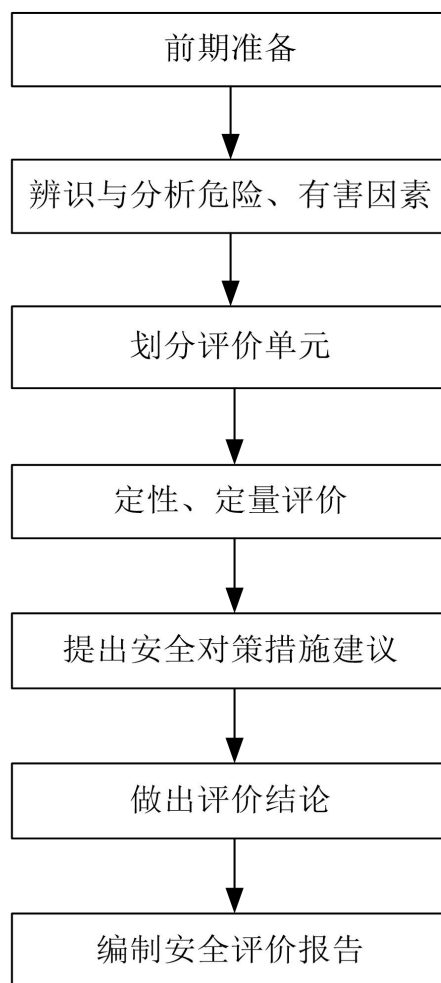 前期准备
辨识与分析危险、有害因素
划分评价单元
定性、定量评价
提出安全对策措施建议
做出评价结论
编制安全评价报告